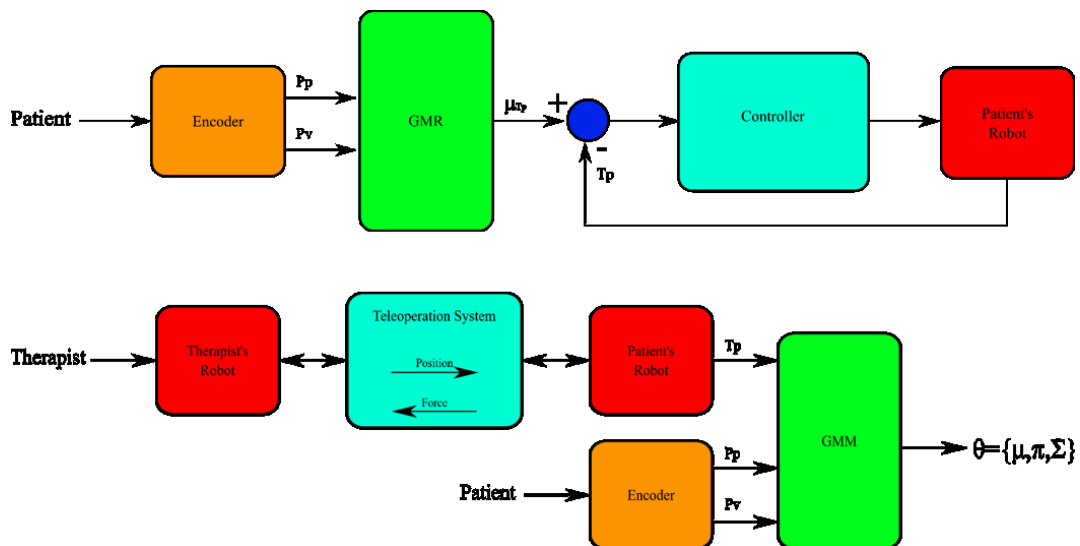 Patient
Encoder
Pp
Pv
GMR
μTp
+
-
Tp
Controller
Patient's
Robot
Therapist
Therapist's
Robot
Teleoperation System
Position
Force
Patient's
Robot
Tp
Patient
Encoder
Pp
Pv
GMM
θ={μ,π,Σ}